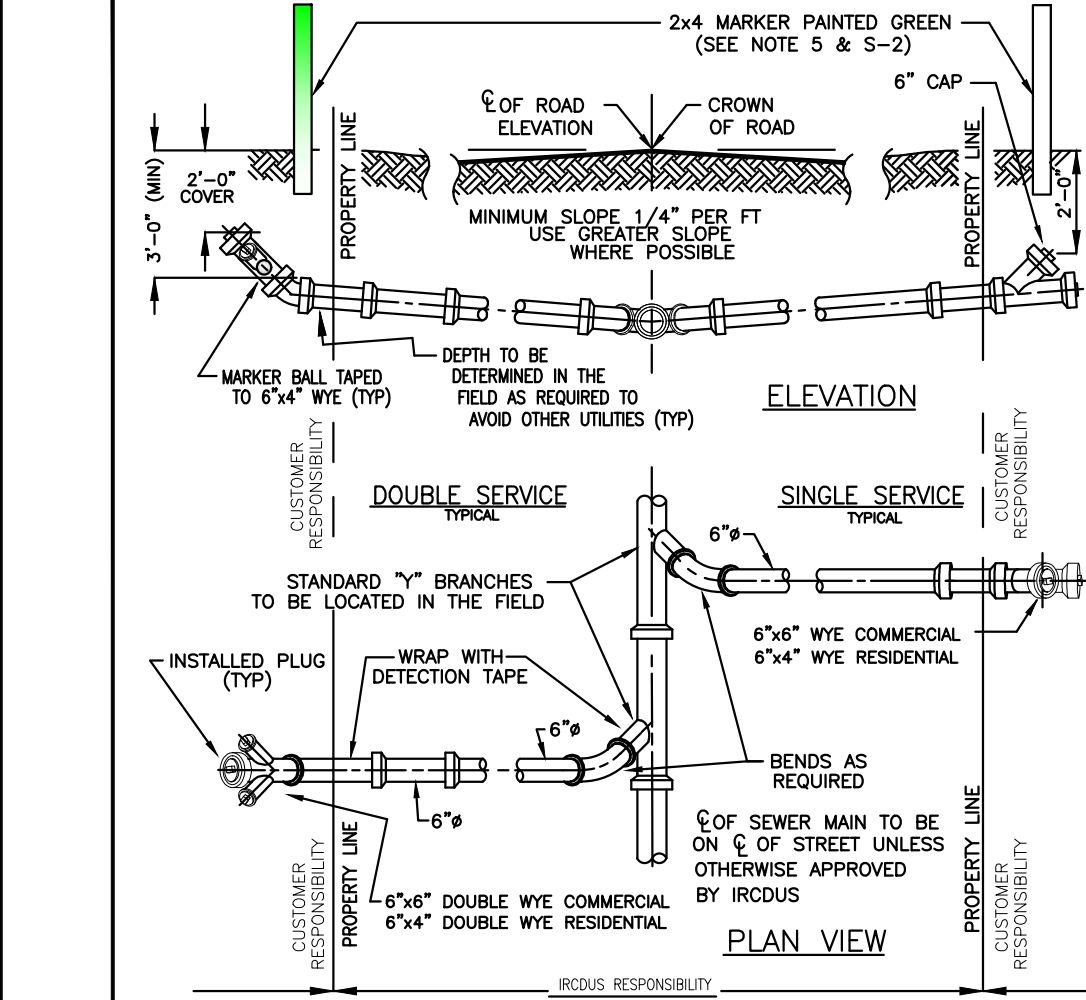 2x4 MARKER PAINTED GREEN
(SEE NOTE 5 & S-2)
6" CAP
℄ OF ROAD
ELEVATION
CROWN
OF ROAD
PROPERTY LINE
PROPERTY LINE
3'-0" (MIN)
2'-0"
COVER
2'-0"
MINIMUM SLOPE 1/4" PER FT
USE GREATER SLOPE
WHERE POSSIBLE
MARKER BALL TAPED
TO 6"x4" WYE (TYP)
DEPTH TO BE
DETERMINED IN THE
FIELD AS REQUIRED TO
AVOID OTHER UTILITIES (TYP)
ELEVATION
CUSTOMER
RESPONSIBILITY
CUSTOMER
RESPONSIBILITY
DOUBLE SERVICE
TYPICAL
SINGLE SERVICE
TYPICAL
6"ø
STANDARD "Y" BRANCHES
TO BE LOCATED IN THE FIELD
6"x6" WYE COMMERCIAL
6"x4" WYE RESIDENTIAL
INSTALLED PLUG
(TYP)
WRAP WITH
DETECTION TAPE
6"ø
6"ø
BENDS AS
REQUIRED
℄ OF SEWER MAIN TO BE
ON ℄ OF STREET UNLESS
OTHERWISE APPROVED
BY IRCDUS
6"x6" DOUBLE WYE COMMERCIAL
6"x4" DOUBLE WYE RESIDENTIAL
CUSTOMER
RESPONSIBILITY
PROPERTY LINE
PROPERTY LINE
CUSTOMER
RESPONSIBILITY
PLAN VIEW
IRCDUS RESPONSIBILITY